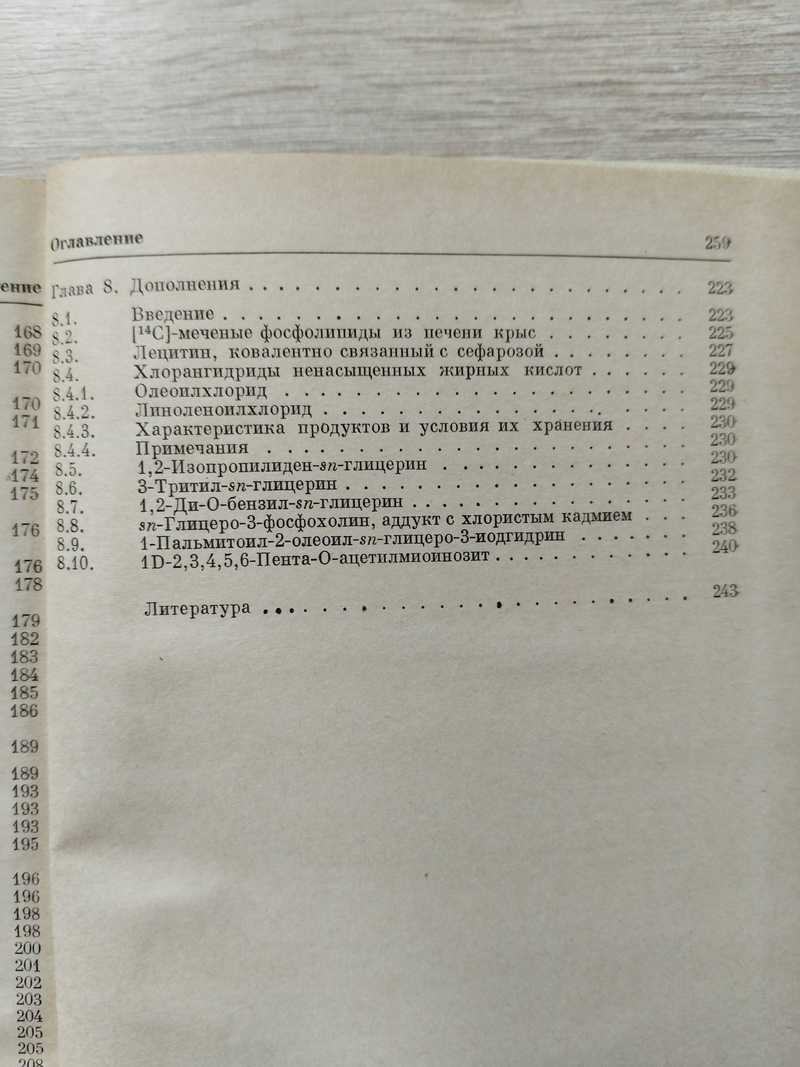 Оглавление 259
Глава 8. Дополнения 223
8.1. Введение 223
8.2. [¹⁴C]-меченые фосфолипиды из печени крыс 225
8.3. Лецитин, ковалентно связанный с сефарозой 227
8.4. Хлорангидриды ненасыщенных жирных кислот 229
8.4.1. Олеоилхлорид 229
8.4.2. Линоленоилхлорид 229
8.4.3. Характеристика продуктов и условия их хранения 230
8.4.4. Примечания 230
8.5. 1,2-Изопропилиден-sn-глицерин 230
8.6. 3-Тритил-sn-глицерин 232
8.7. 1,2-Ди-О-бензил-sn-глицерин 233
8.8. sn-Глицеро-3-фосфохолин, аддукт с хлористым кадмием 236
8.9. 1-Пальмитоил-2-олеоил-sn-глицеро-3-иодгидрин 238
8.10. 1D-2,3,4,5,6-Пента-О-ацетилмиоинозит 240
Литература 243
ение
168
169
170
170
171
172
174
175
176
176
178
179
182
183
184
185
186
189
189
193
193
193
195
196
196
198
198
200
201
202
203
204
205
205
208